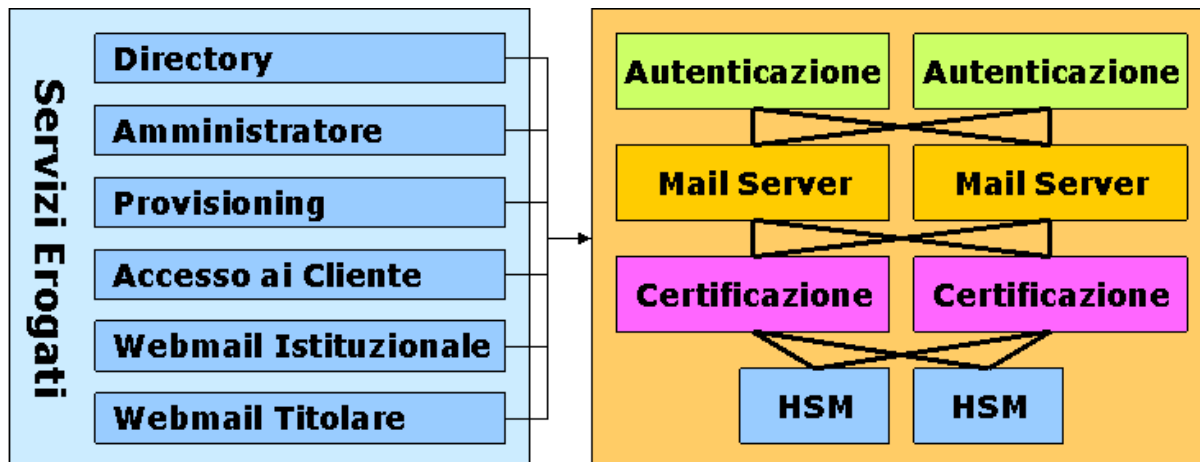 Servizi Erogati
Directory
Amministratore
Provisioning
Accesso ai Cliente
Webmail Istituzionale
Webmail Titolare
Autenticazione
Autenticazione
Mail Server
Mail Server
Certificazione
Certificazione
HSM
HSM